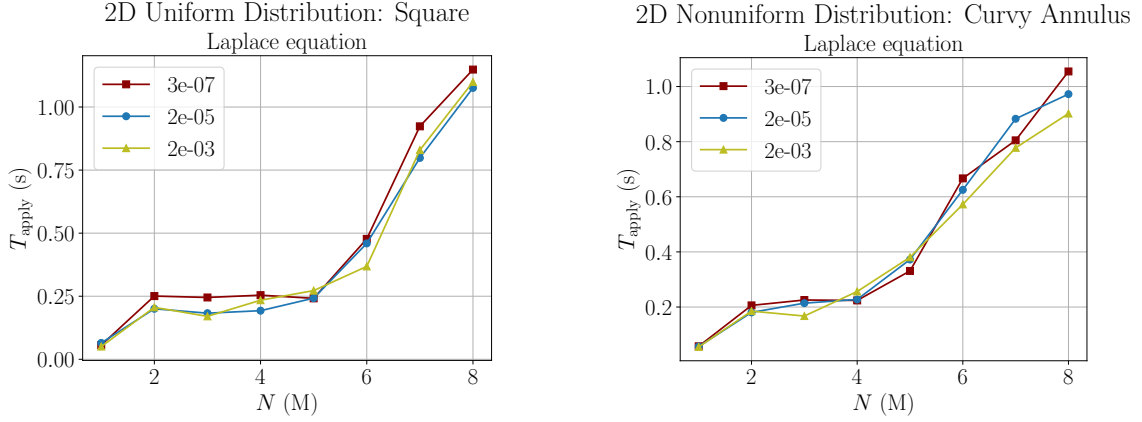 2D Uniform Distribution: Square
Laplace equation
3e-07
2e-05
2e-03
1.00
0.75
0.50
0.25
0.00
T_apply (s)
2 4 6 8
N (M)
2D Nonuniform Distribution: Curvy Annulus
Laplace equation
3e-07
2e-05
2e-03
1.0
0.8
0.6
0.4
0.2
T_apply (s)
2 4 6 8
N (M)